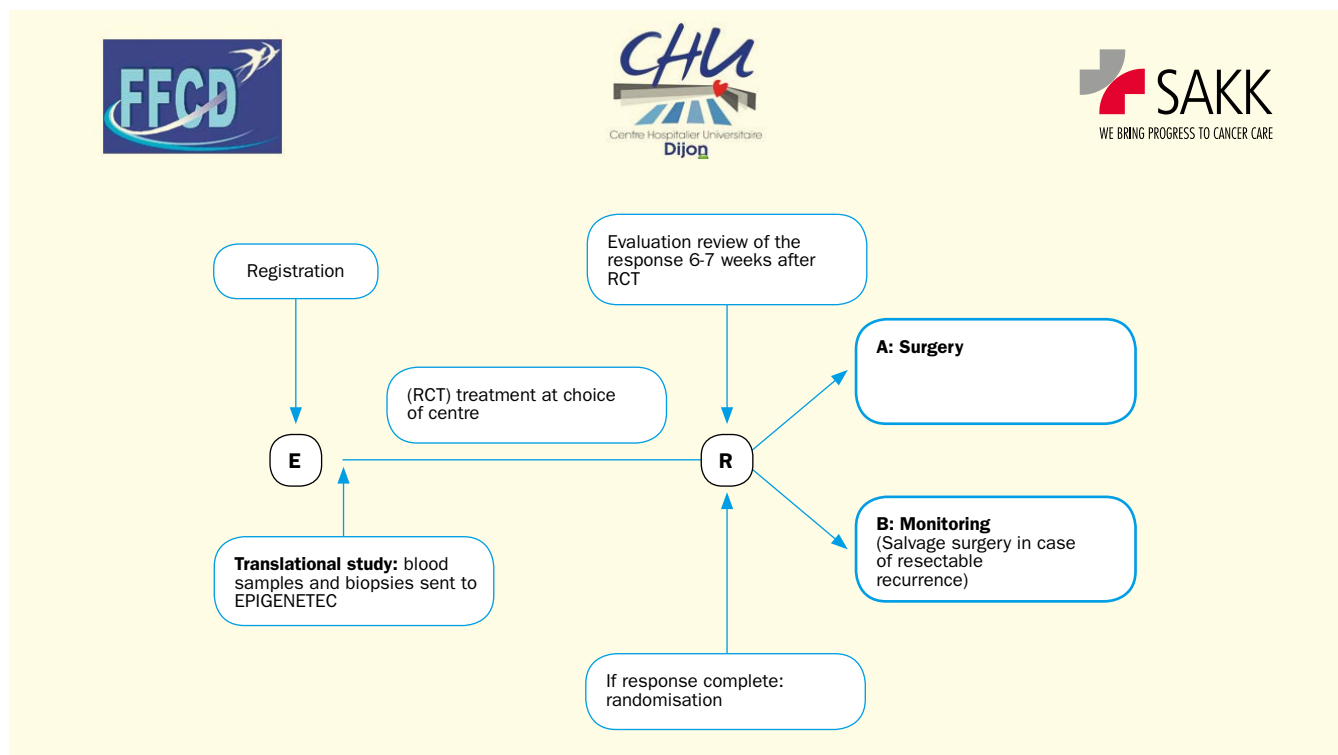 FFCD
CHU
Centre Hospitalier Universitaire
Dijon
SAKK
WE BRING PROGRESS TO CANCER CARE
Registration
Evaluation review of the
response 6-7 weeks after
RCT
(RCT) treatment at choice
of centre
A: Surgery
E
R
Translational study: blood
samples and biopsies sent to
EPIGENETEC
B: Monitoring
(Salvage surgery in case
of resectable
recurrence)
If response complete:
randomisation